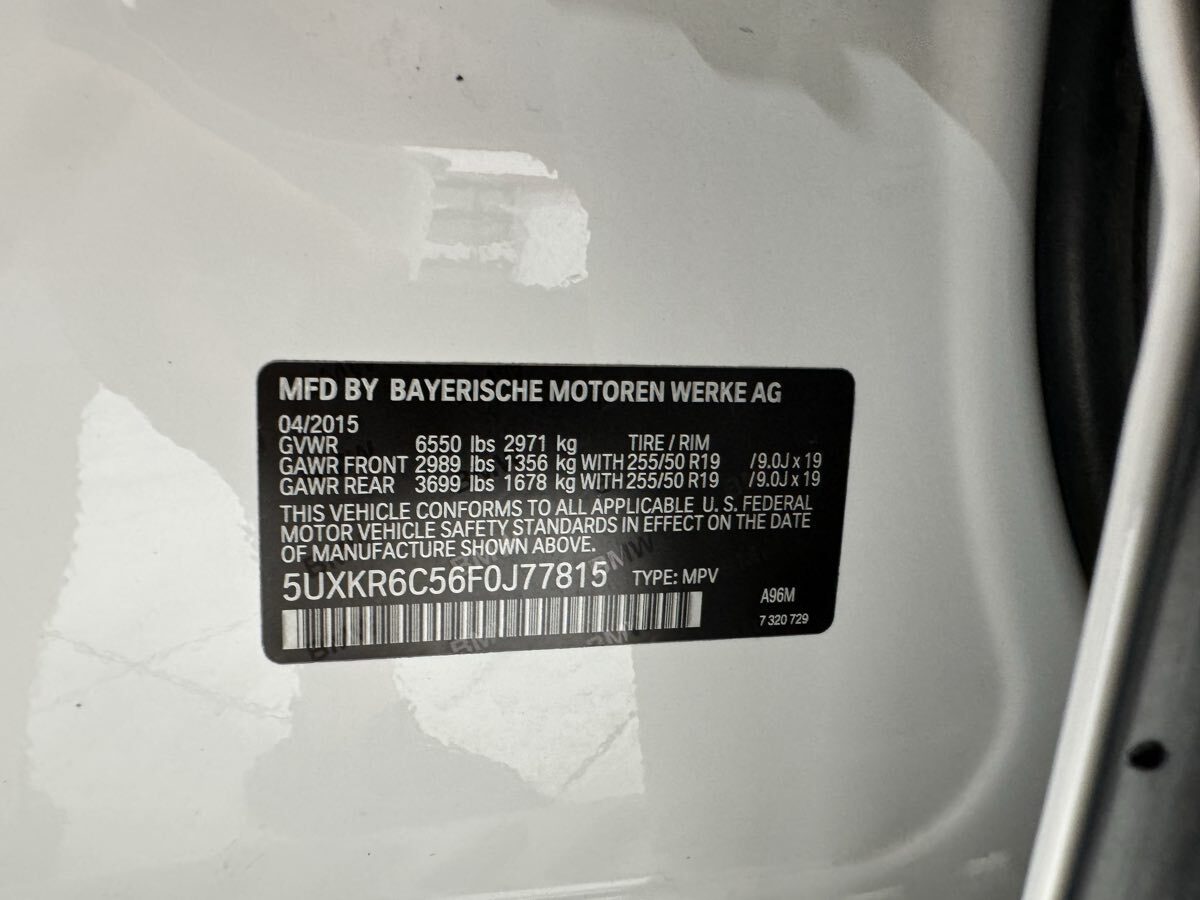 MFD BY BAYERISCHE MOTOREN WERKE AG
04/2015
GVWR 6550 lbs 2971 kg TIRE / RIM
GAWR FRONT 2989 lbs 1356 kg WITH 255/50 R19 /9.0J x 19
GAWR REAR 3699 lbs 1678 kg WITH 255/50 R19 /9.0J x 19
THIS VEHICLE CONFORMS TO ALL APPLICABLE U. S. FEDERAL
MOTOR VEHICLE SAFETY STANDARDS IN EFFECT ON THE DATE
OF MANUFACTURE SHOWN ABOVE.
5UXKR6C56F0J77815 TYPE: MPV
A96M
7 320 729